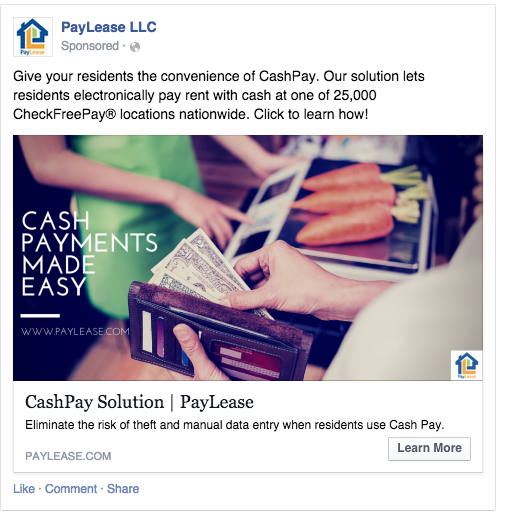 PayLease LLC
Sponsored ·
Give your residents the convenience of CashPay. Our solution lets
residents electronically pay rent with cash at one of 25,000
CheckFreePay® locations nationwide. Click to learn how!
CASH
PAYMENTS
MADE
EASY
WWW.PAYLEASE.COM
PayLease
CashPay Solution | PayLease
Eliminate the risk of theft and manual data entry when residents use Cash Pay.
PAYLEASE.COM
Learn More
Like · Comment · Share